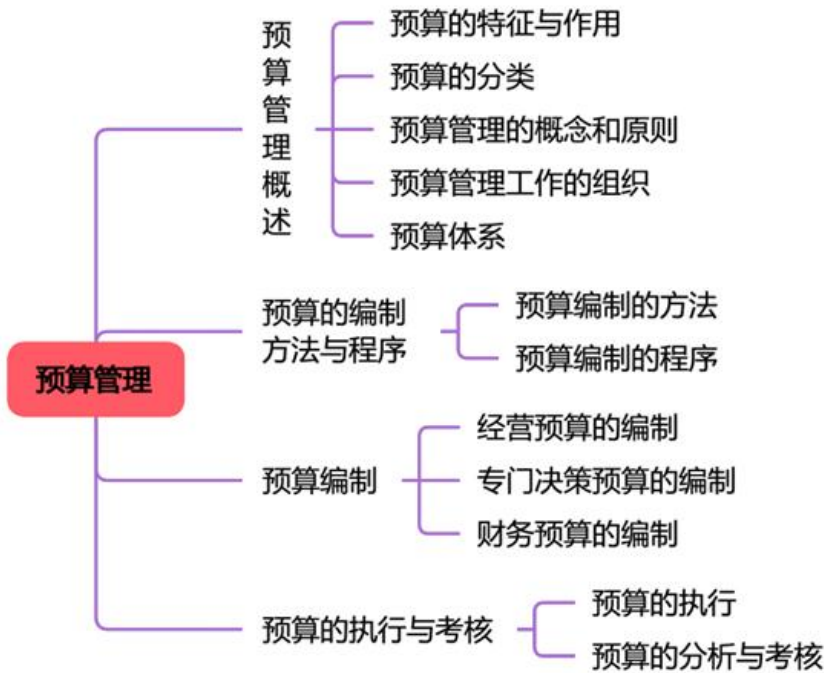 预算管理
预算管理概述
预算的特征与作用
预算的分类
预算管理的概念和原则
预算管理工作的组织
预算体系
预算的编制
方法与程序
预算编制的方法
预算编制的程序
预算编制
经营预算的编制
专门决策预算的编制
财务预算的编制
预算的执行与考核
预算的执行
预算的分析与考核